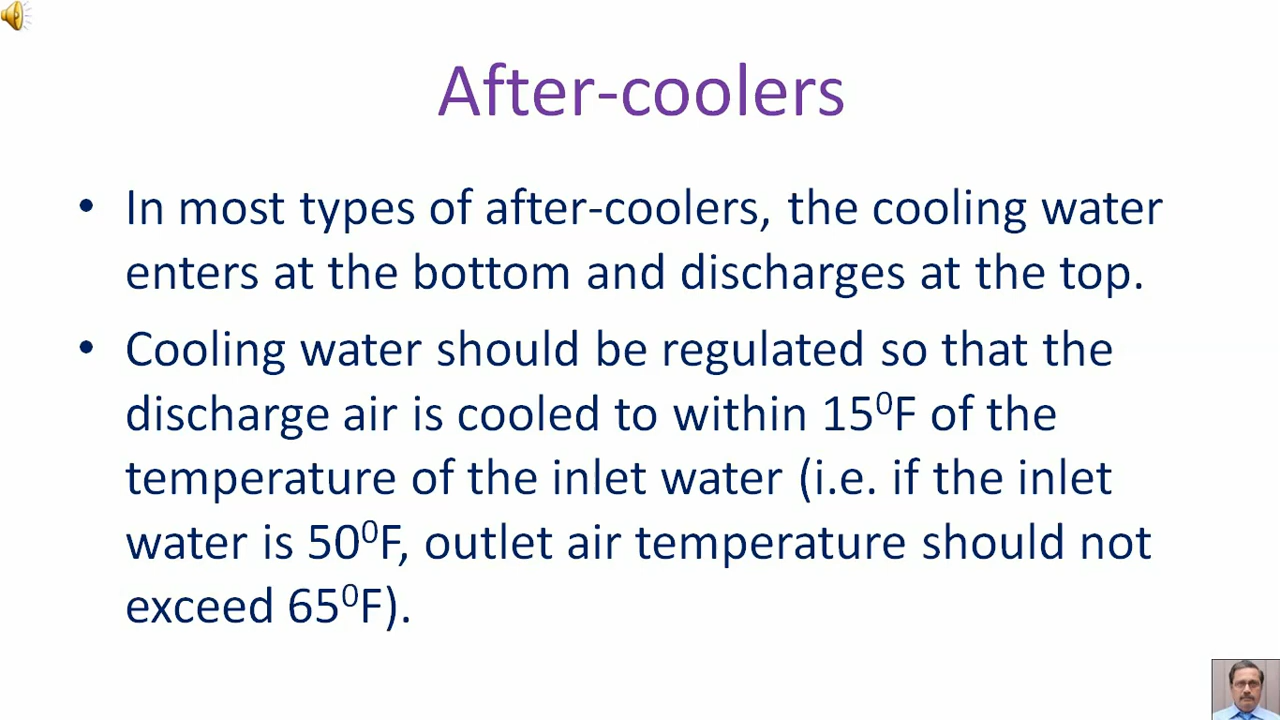 After-coolers
• In most types of after-coolers, the cooling water
enters at the bottom and discharges at the top.
• Cooling water should be regulated so that the
discharge air is cooled to within 15⁰F of the
temperature of the inlet water (i.e. if the inlet
water is 50⁰F, outlet air temperature should not
exceed 65⁰F).